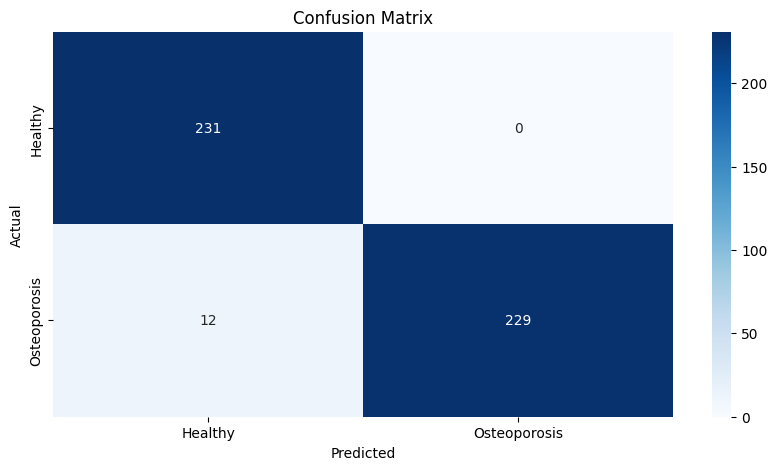 Confusion Matrix
Actual
Healthy
Osteoporosis
231
0
12
229
Healthy
Osteoporosis
Predicted
200
150
100
50
0